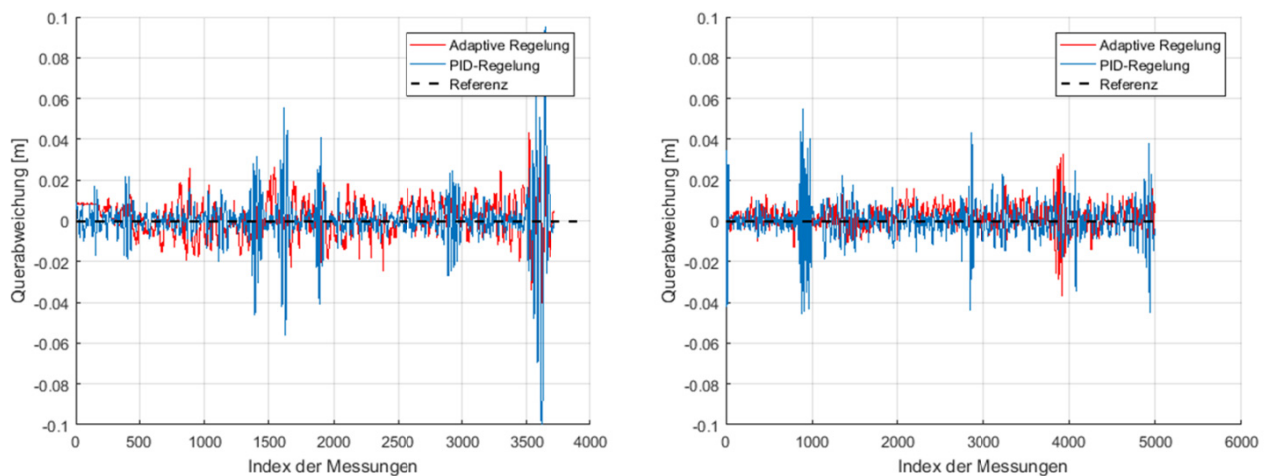 0.1
0.08
0.06
0.04
0.02
0
-0.02
-0.04
-0.06
-0.08
-0.1
Querabweichung [m]
Adaptive Regelung
PID-Regelung
Referenz
0 500 1000 1500 2000 2500 3000 3500 4000
Index der Messungen
0.1
0.08
0.06
0.04
0.02
0
-0.02
-0.04
-0.06
-0.08
-0.1
Querabweichung [m]
Adaptive Regelung
PID-Regelung
Referenz
0 1000 2000 3000 4000 5000 6000
Index der Messungen